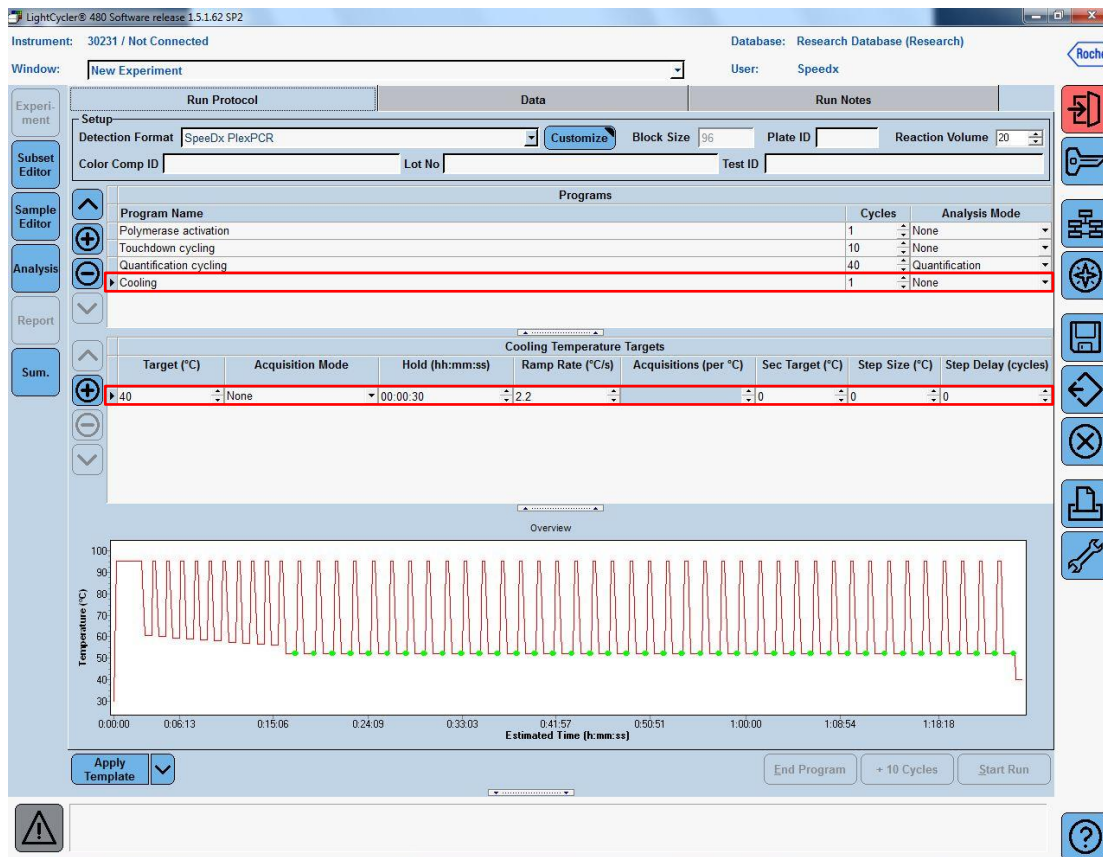 LightCycler® 480 Software release 1.5.1.62 SP2
Instrument: 30231 / Not Connected
Database: Research Database (Research)
Window: New Experiment
User: Speedx
Roche
Experi-
ment
Subset
Editor
Sample
Editor
Analysis
Report
Sum.
Run Protocol Data Run Notes
Setup
Detection Format SpeeDx PlexPCR Customize Block Size 96 Plate ID Reaction Volume 20
Color Comp ID Lot No Test ID
Programs
Program Name Cycles Analysis Mode
Polymerase activation 1 None
Touchdown cycling 10 None
Quantification cycling 40 Quantification
Cooling 1 None
Cooling Temperature Targets
Target (°C) Acquisition Mode Hold (hh:mm:ss) Ramp Rate (°C/s) Acquisitions (per °C) Sec Target (°C) Step Size (°C) Step Delay (cycles)
40 None 00:00:30 2.2 0 0 0
Overview
Temperature (°C)
100
90
80
70
60
50
40
30
0:00:00 0:06:13 0:15:06 0:24:09 0:33:03 0:41:57 0:50:51 1:00:00 1:08:54 1:18:18
Estimated Time (h:mm:ss)
Apply
Template
End Program + 10 Cycles Start Run